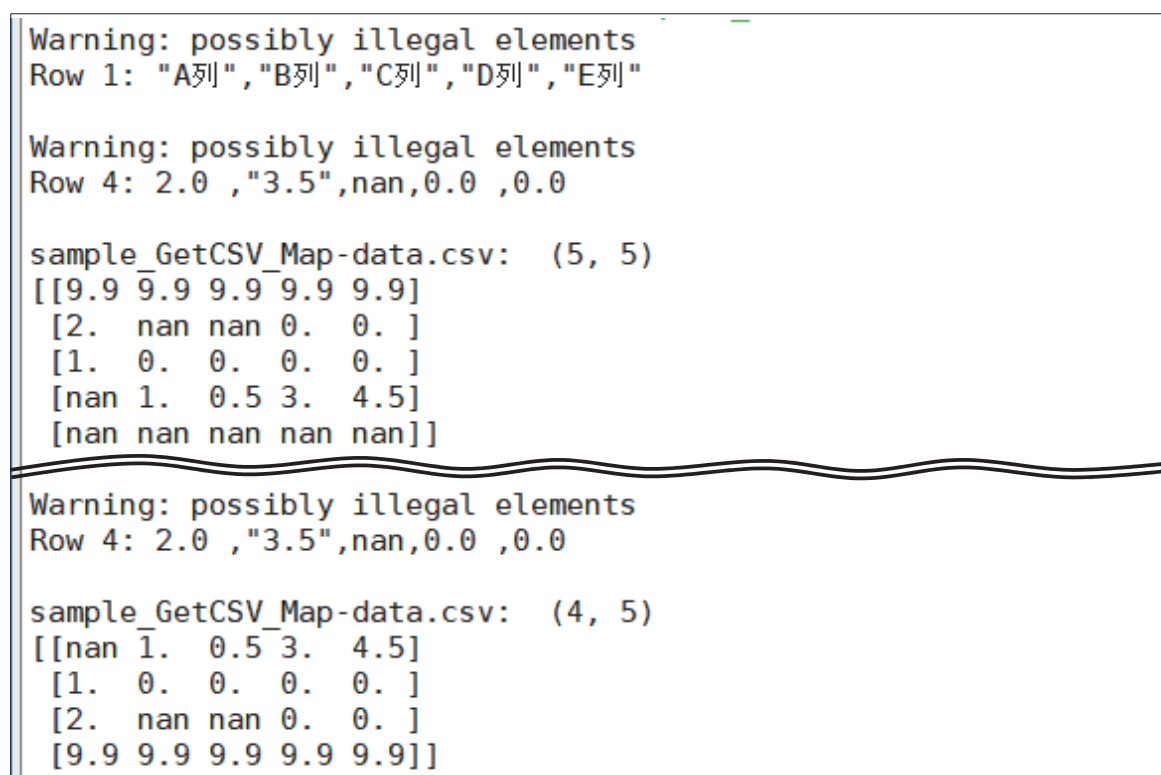 Warning: possibly illegal elements
Row 1: "A列","B列","C列","D列","E列"
Warning: possibly illegal elements
Row 4: 2.0 ,"3.5",nan,0.0 ,0.0
sample_GetCSV_Map-data.csv:  (5, 5)
[[9.9 9.9 9.9 9.9 9.9]
 [2.  nan nan 0.  0. ]
 [1.  0.  0.  0.  0. ]
 [nan 1.  0.5 3.  4.5]
 [nan nan nan nan nan]]
Warning: possibly illegal elements
Row 4: 2.0 ,"3.5",nan,0.0 ,0.0
sample_GetCSV_Map-data.csv:  (4, 5)
[[nan 1.  0.5 3.  4.5]
 [1.  0.  0.  0.  0. ]
 [2.  nan nan 0.  0. ]
 [9.9 9.9 9.9 9.9 9.9]]